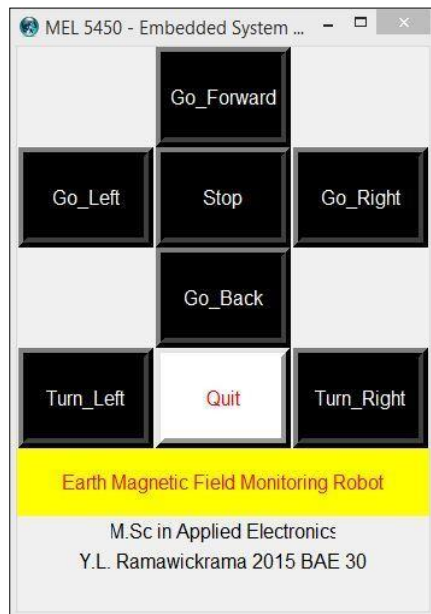 MEL 5450 - Embedded System ...
Go_Forward
Go_Left Stop Go_Right
Go_Back
Turn_Left Quit Turn_Right
Earth Magnetic Field Monitoring Robot
M.Sc in Applied Electronics
Y.L. Ramawickrama 2015 BAE 30